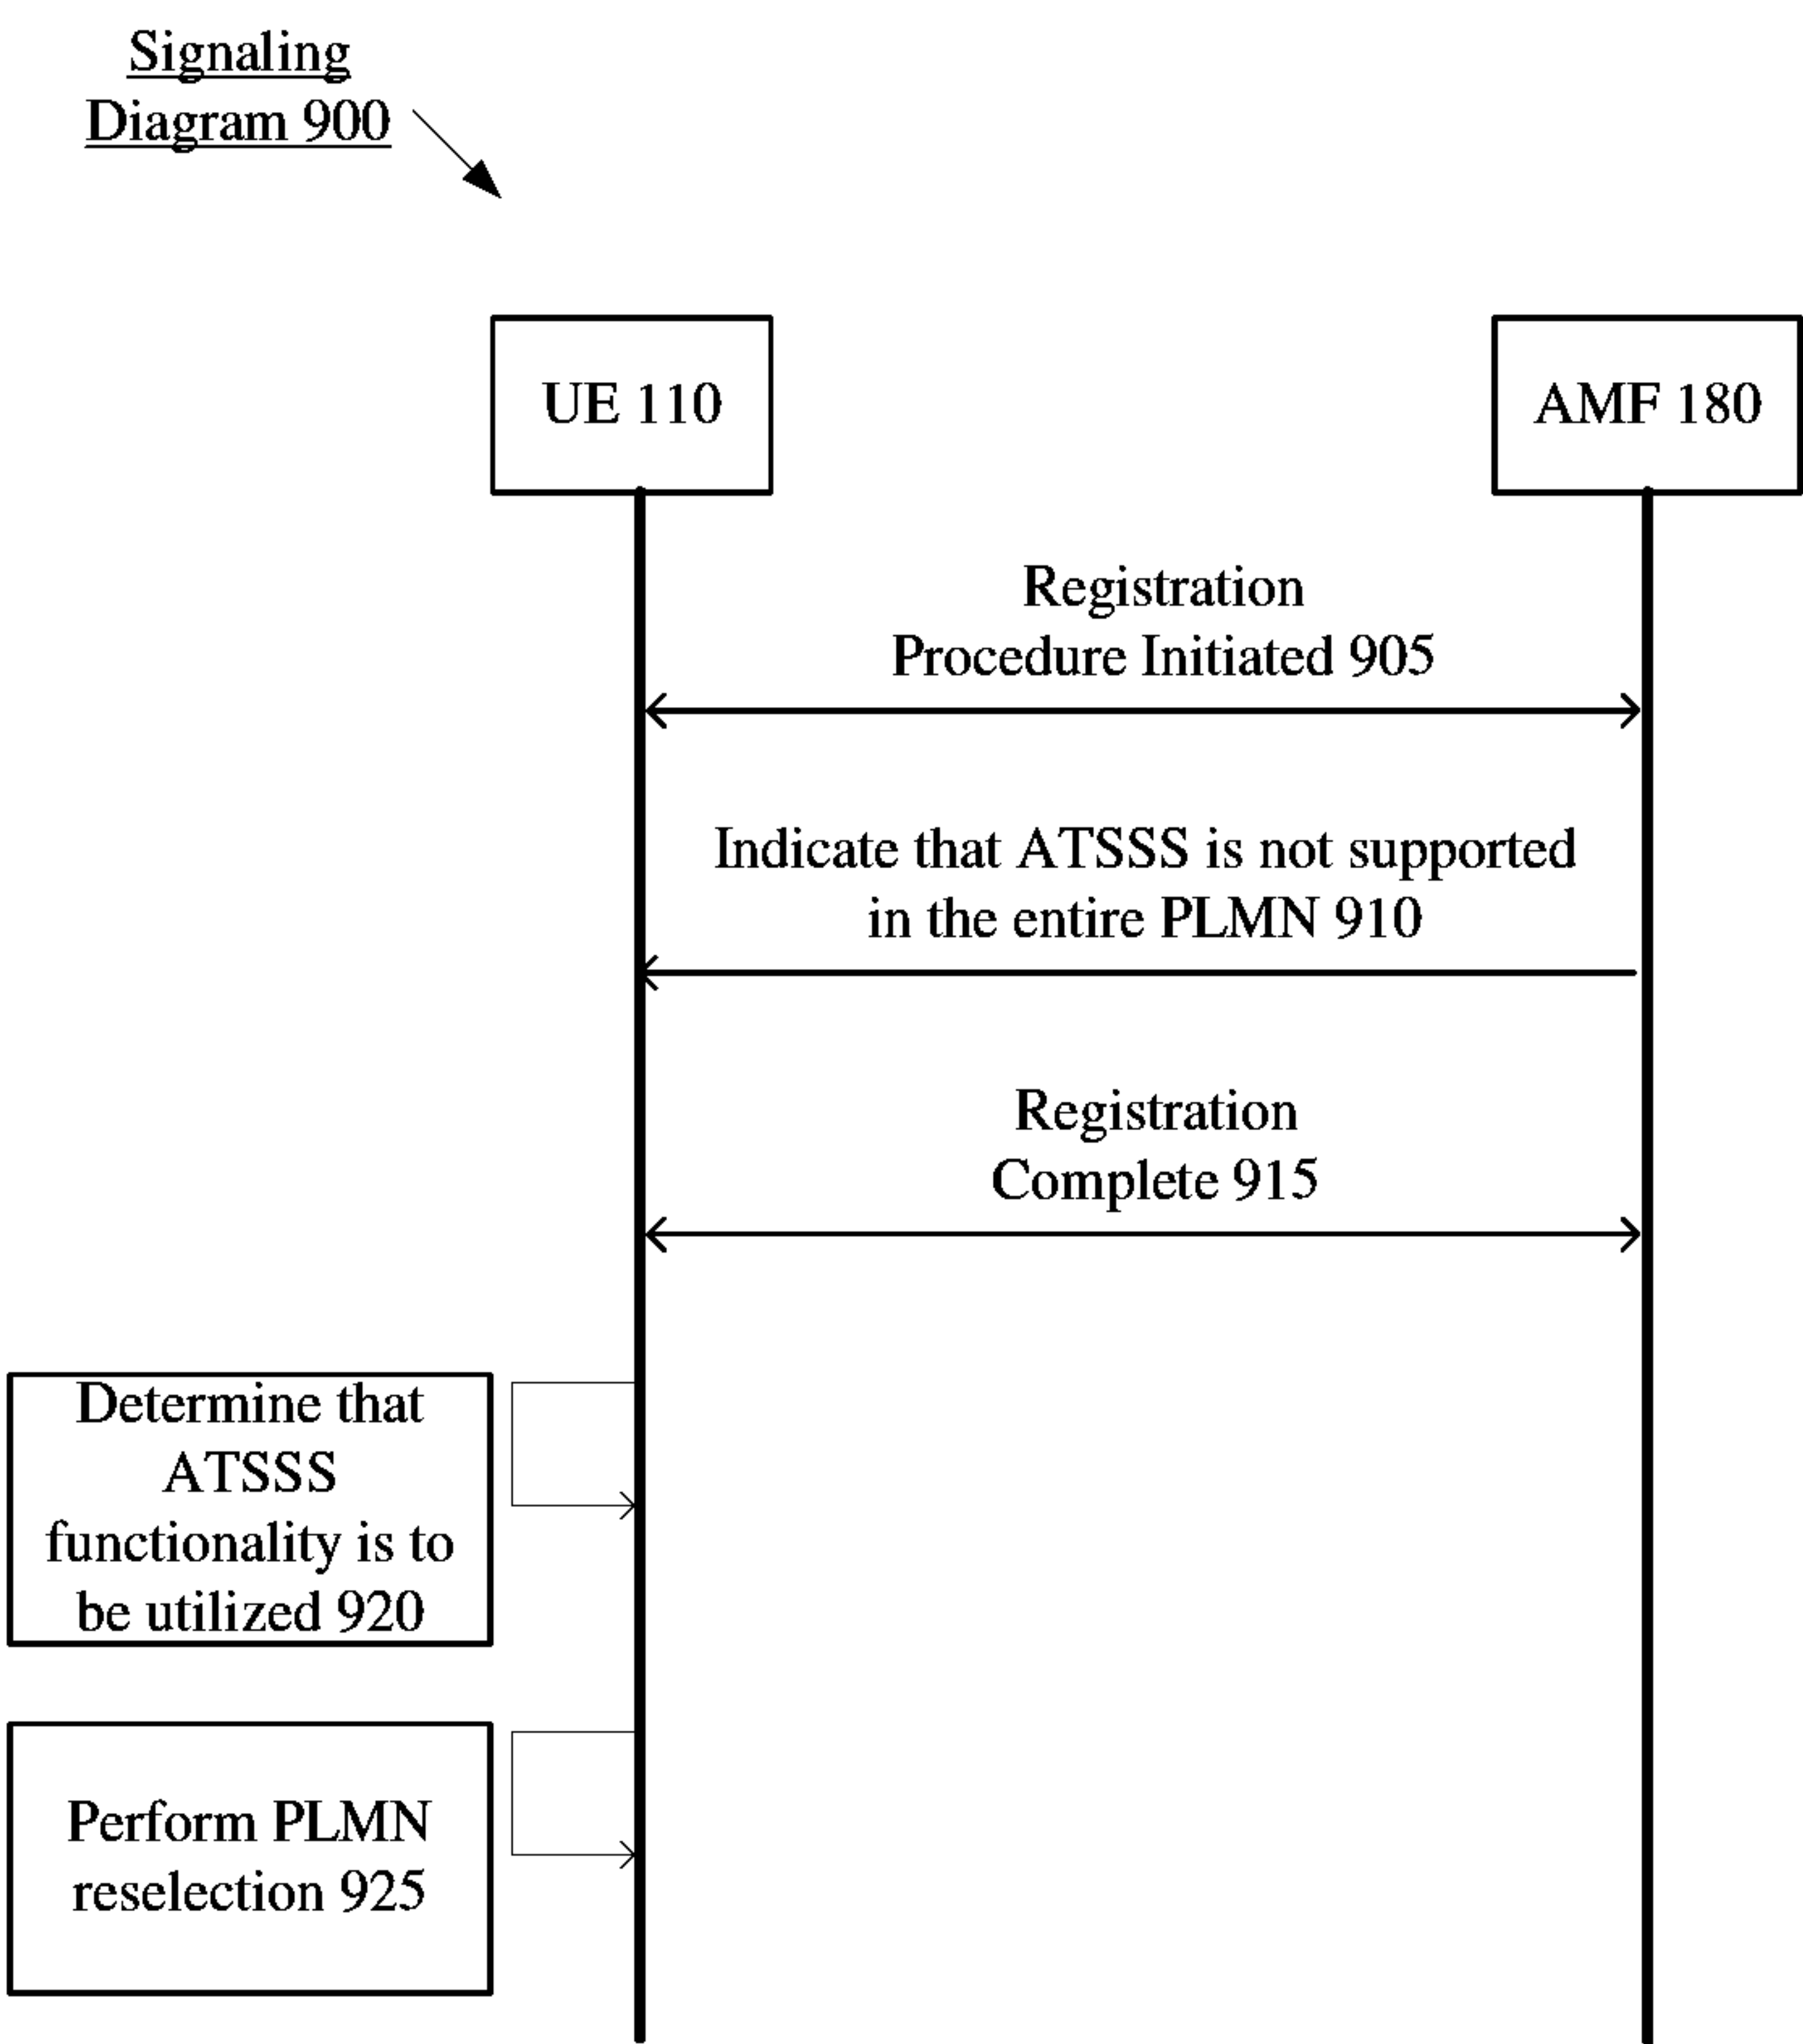 Signaling
Diagram 900
UE 110
AMF 180
Registration
Procedure Initiated 905
Indicate that ATSSS is not supported
in the entire PLMN 910
Registration
Complete 915
Determine that
ATSSS
functionality is to
be utilized 920
Perform PLMN
reselection 925